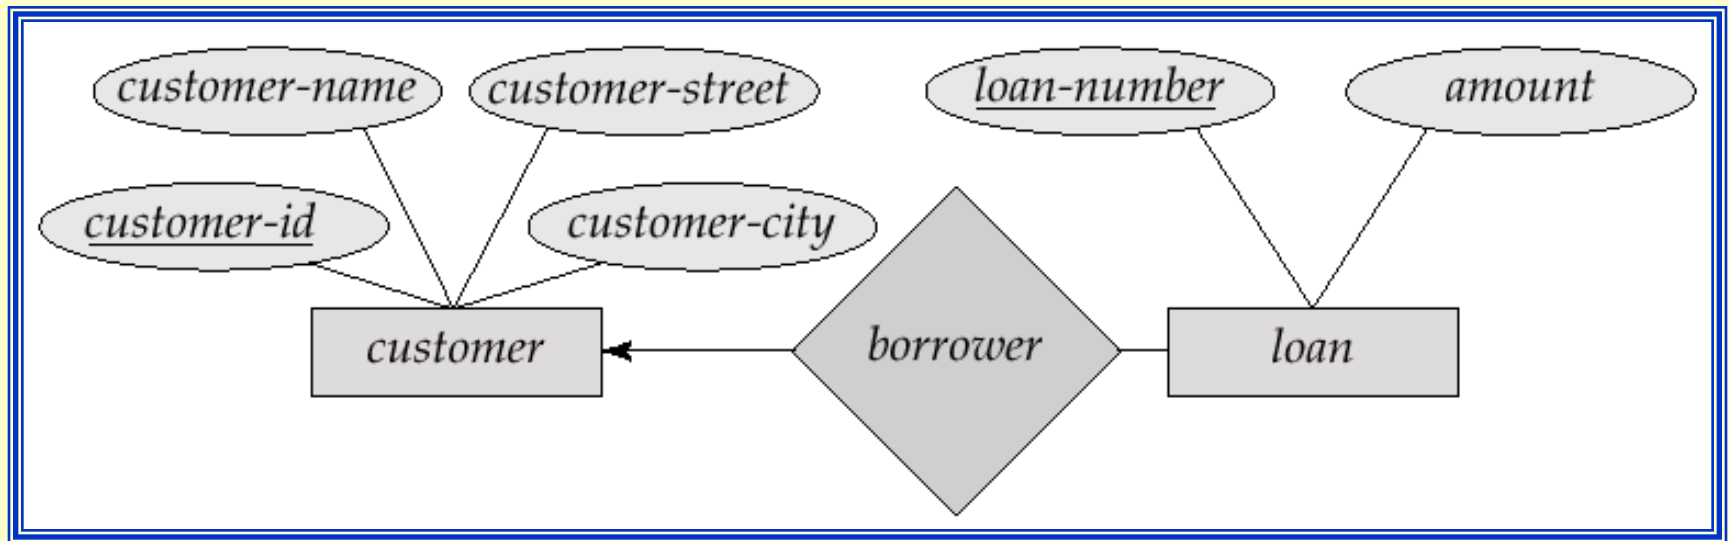 customer-name
customer-street
loan-number
amount
customer-id
customer-city
customer
borrower
loan